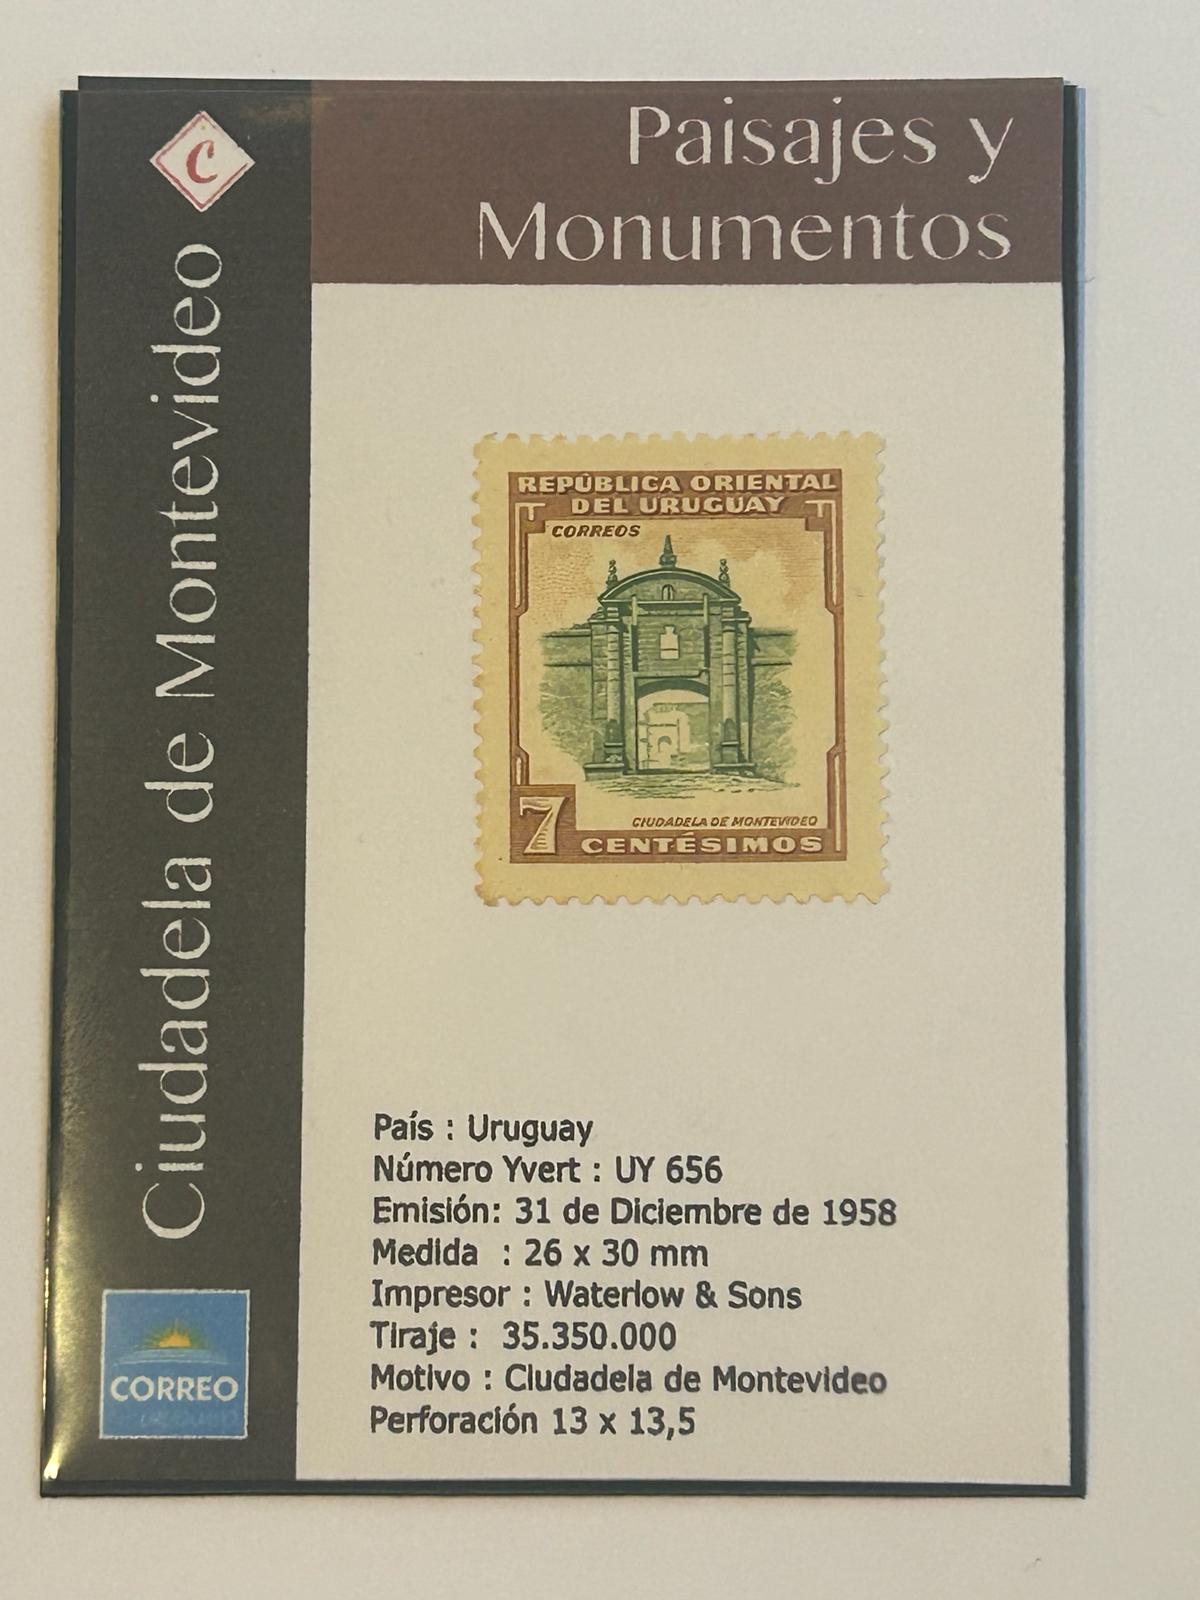 C
Paisajes y
Monumentos
Ciudadela de Montevideo
REPÚBLICA ORIENTAL
DEL URUGUAY
CORREOS
CIUDADELA DE MONTEVIDEO
7
CENTÉSIMOS
País : Uruguay
Número Yvert : UY 656
Emisión: 31 de Diciembre de 1958
Medida : 26 x 30 mm
Impresor : Waterlow & Sons
Tiraje : 35.350.000
Motivo : Ciudadela de Montevideo
Perforación 13 x 13,5
CORREO